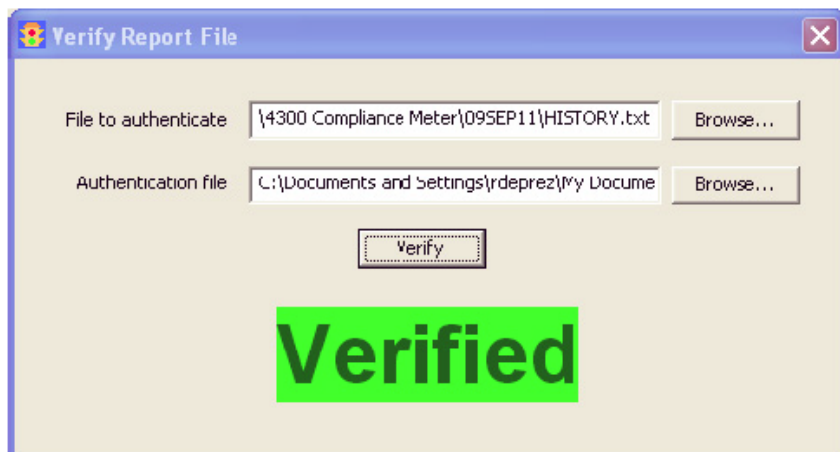 Verify Report File
File to authenticate \4300 Compliance Meter\09SEP11\HISTORY.txt Browse...
Authentication file C:\Documents and Settings\rdeprez\My Docume Browse...
Verify
Verified